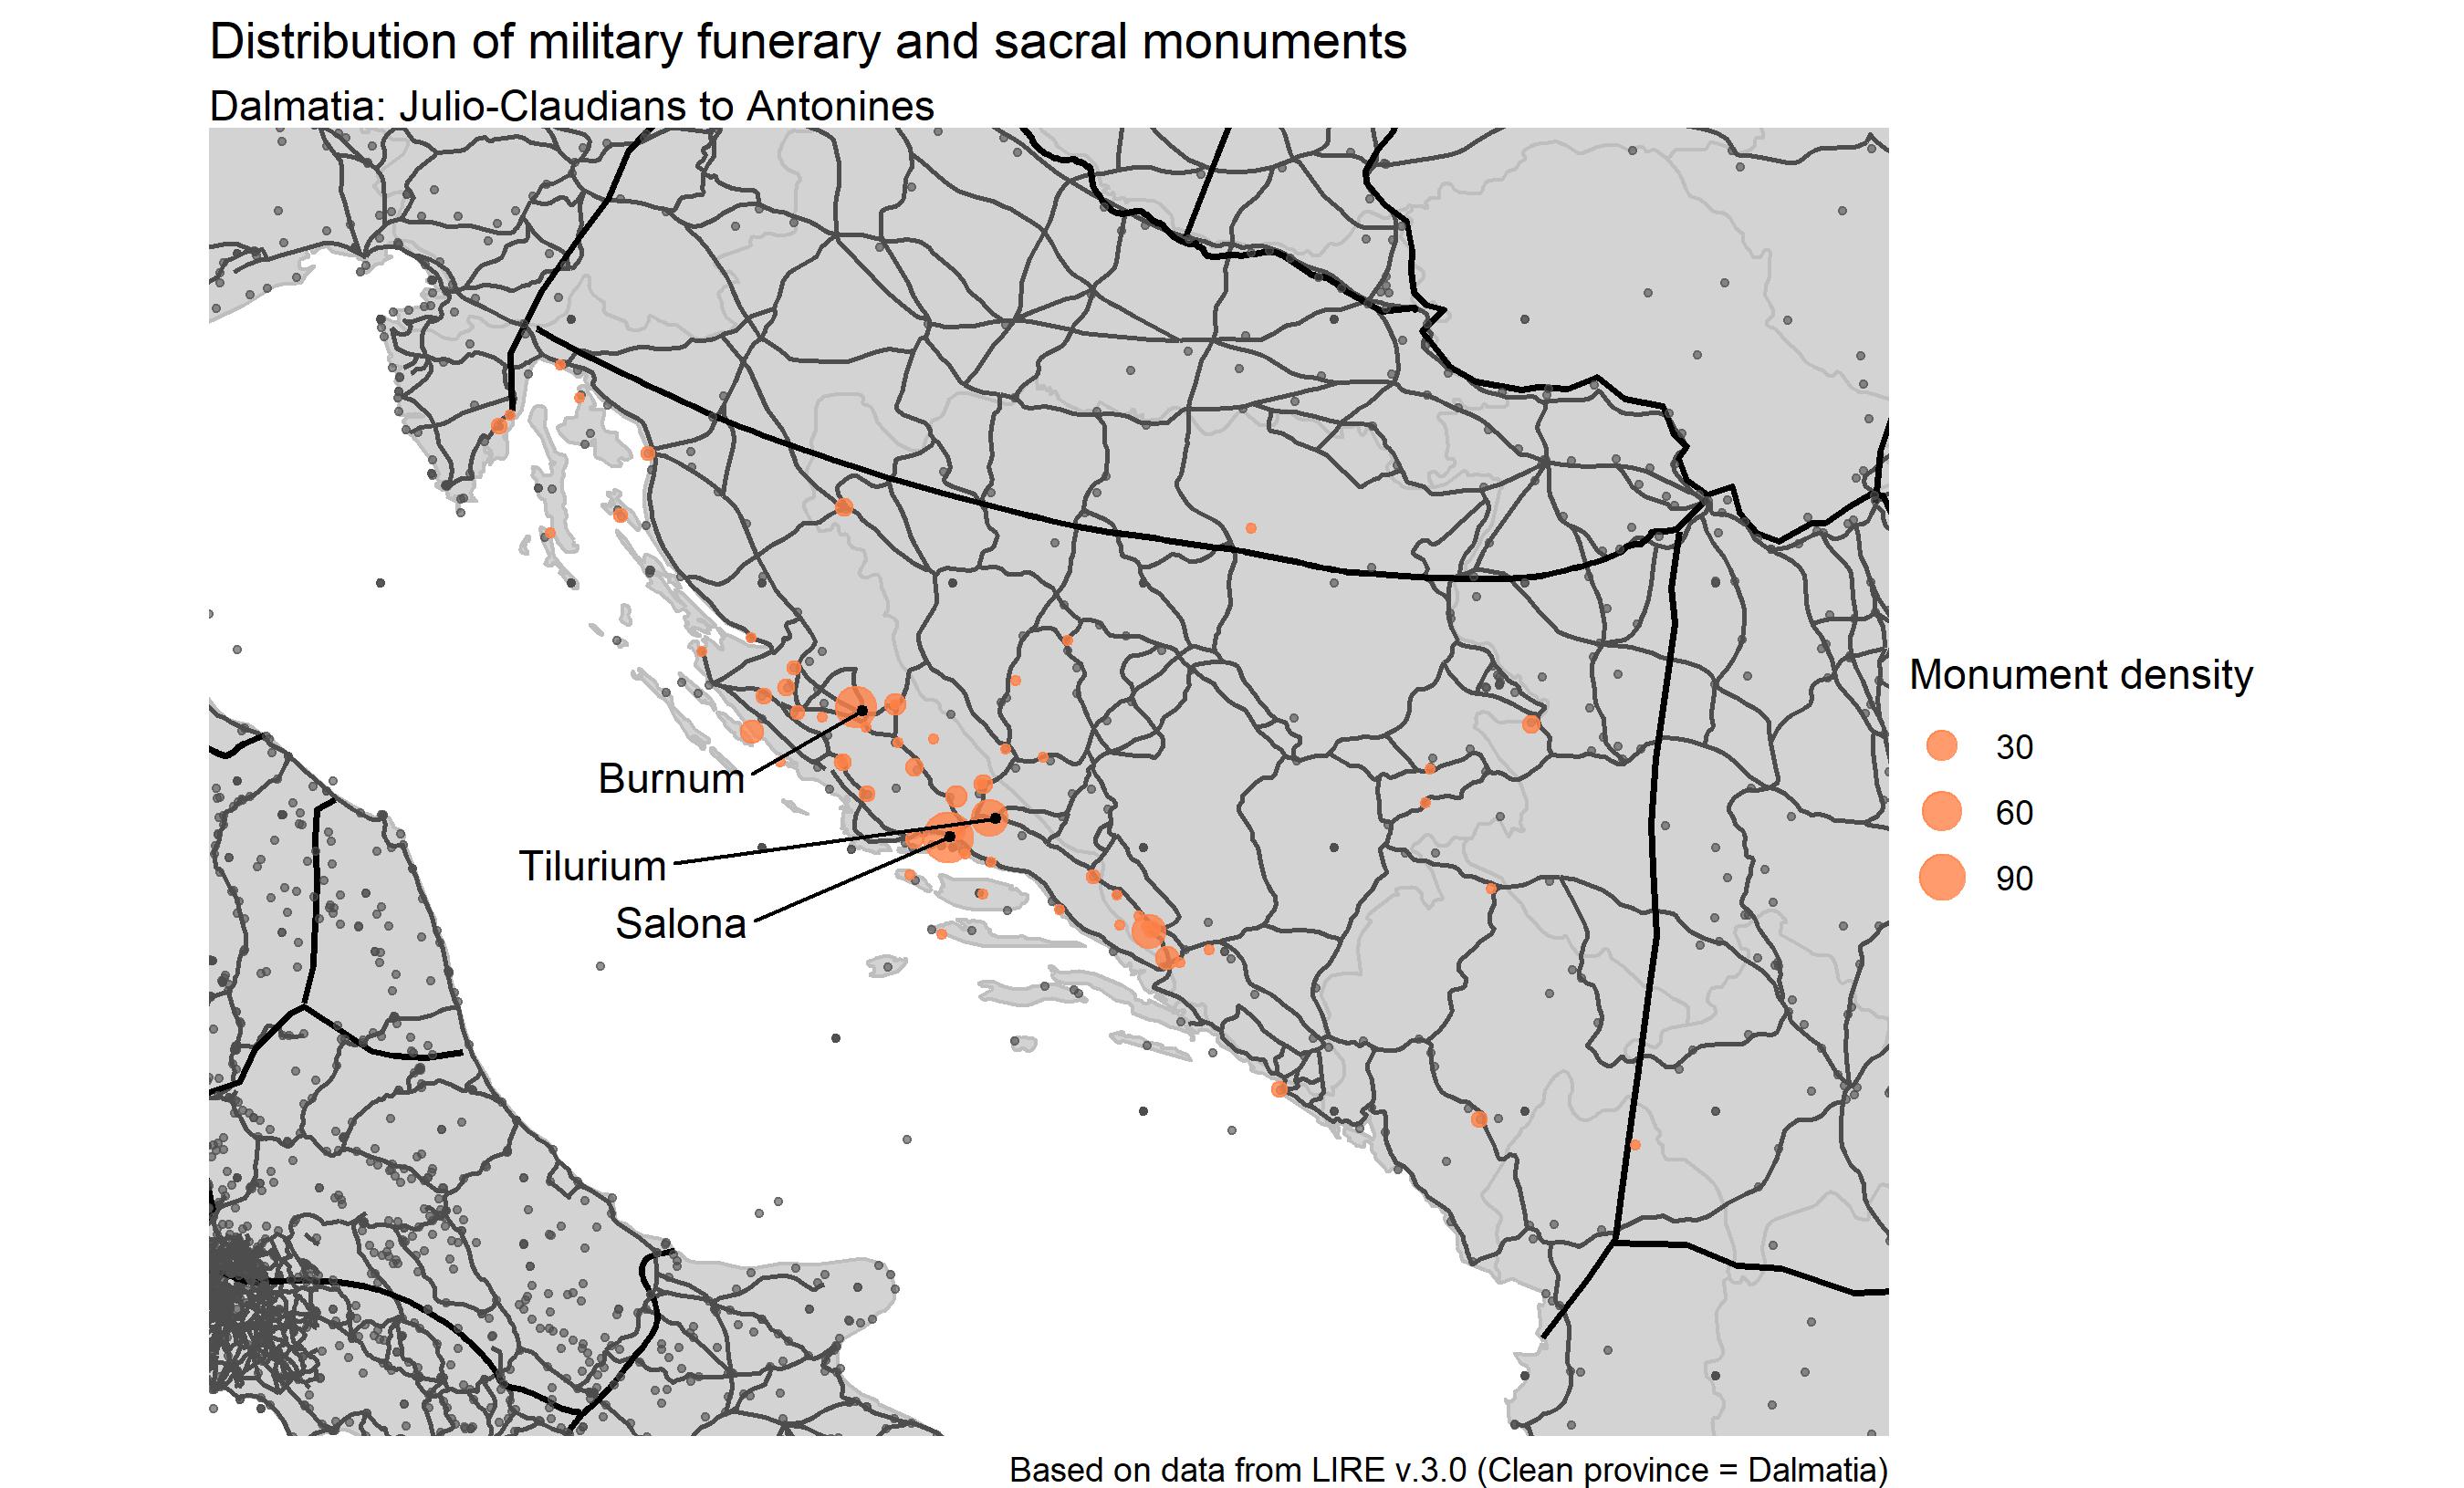 Distribution of military funerary and sacral monuments
Dalmatia: Julio-Claudians to Antonines
Monument density
30
60
90
Burnum
Tilurium
Salona
Based on data from LIRE v.3.0 (Clean province = Dalmatia)